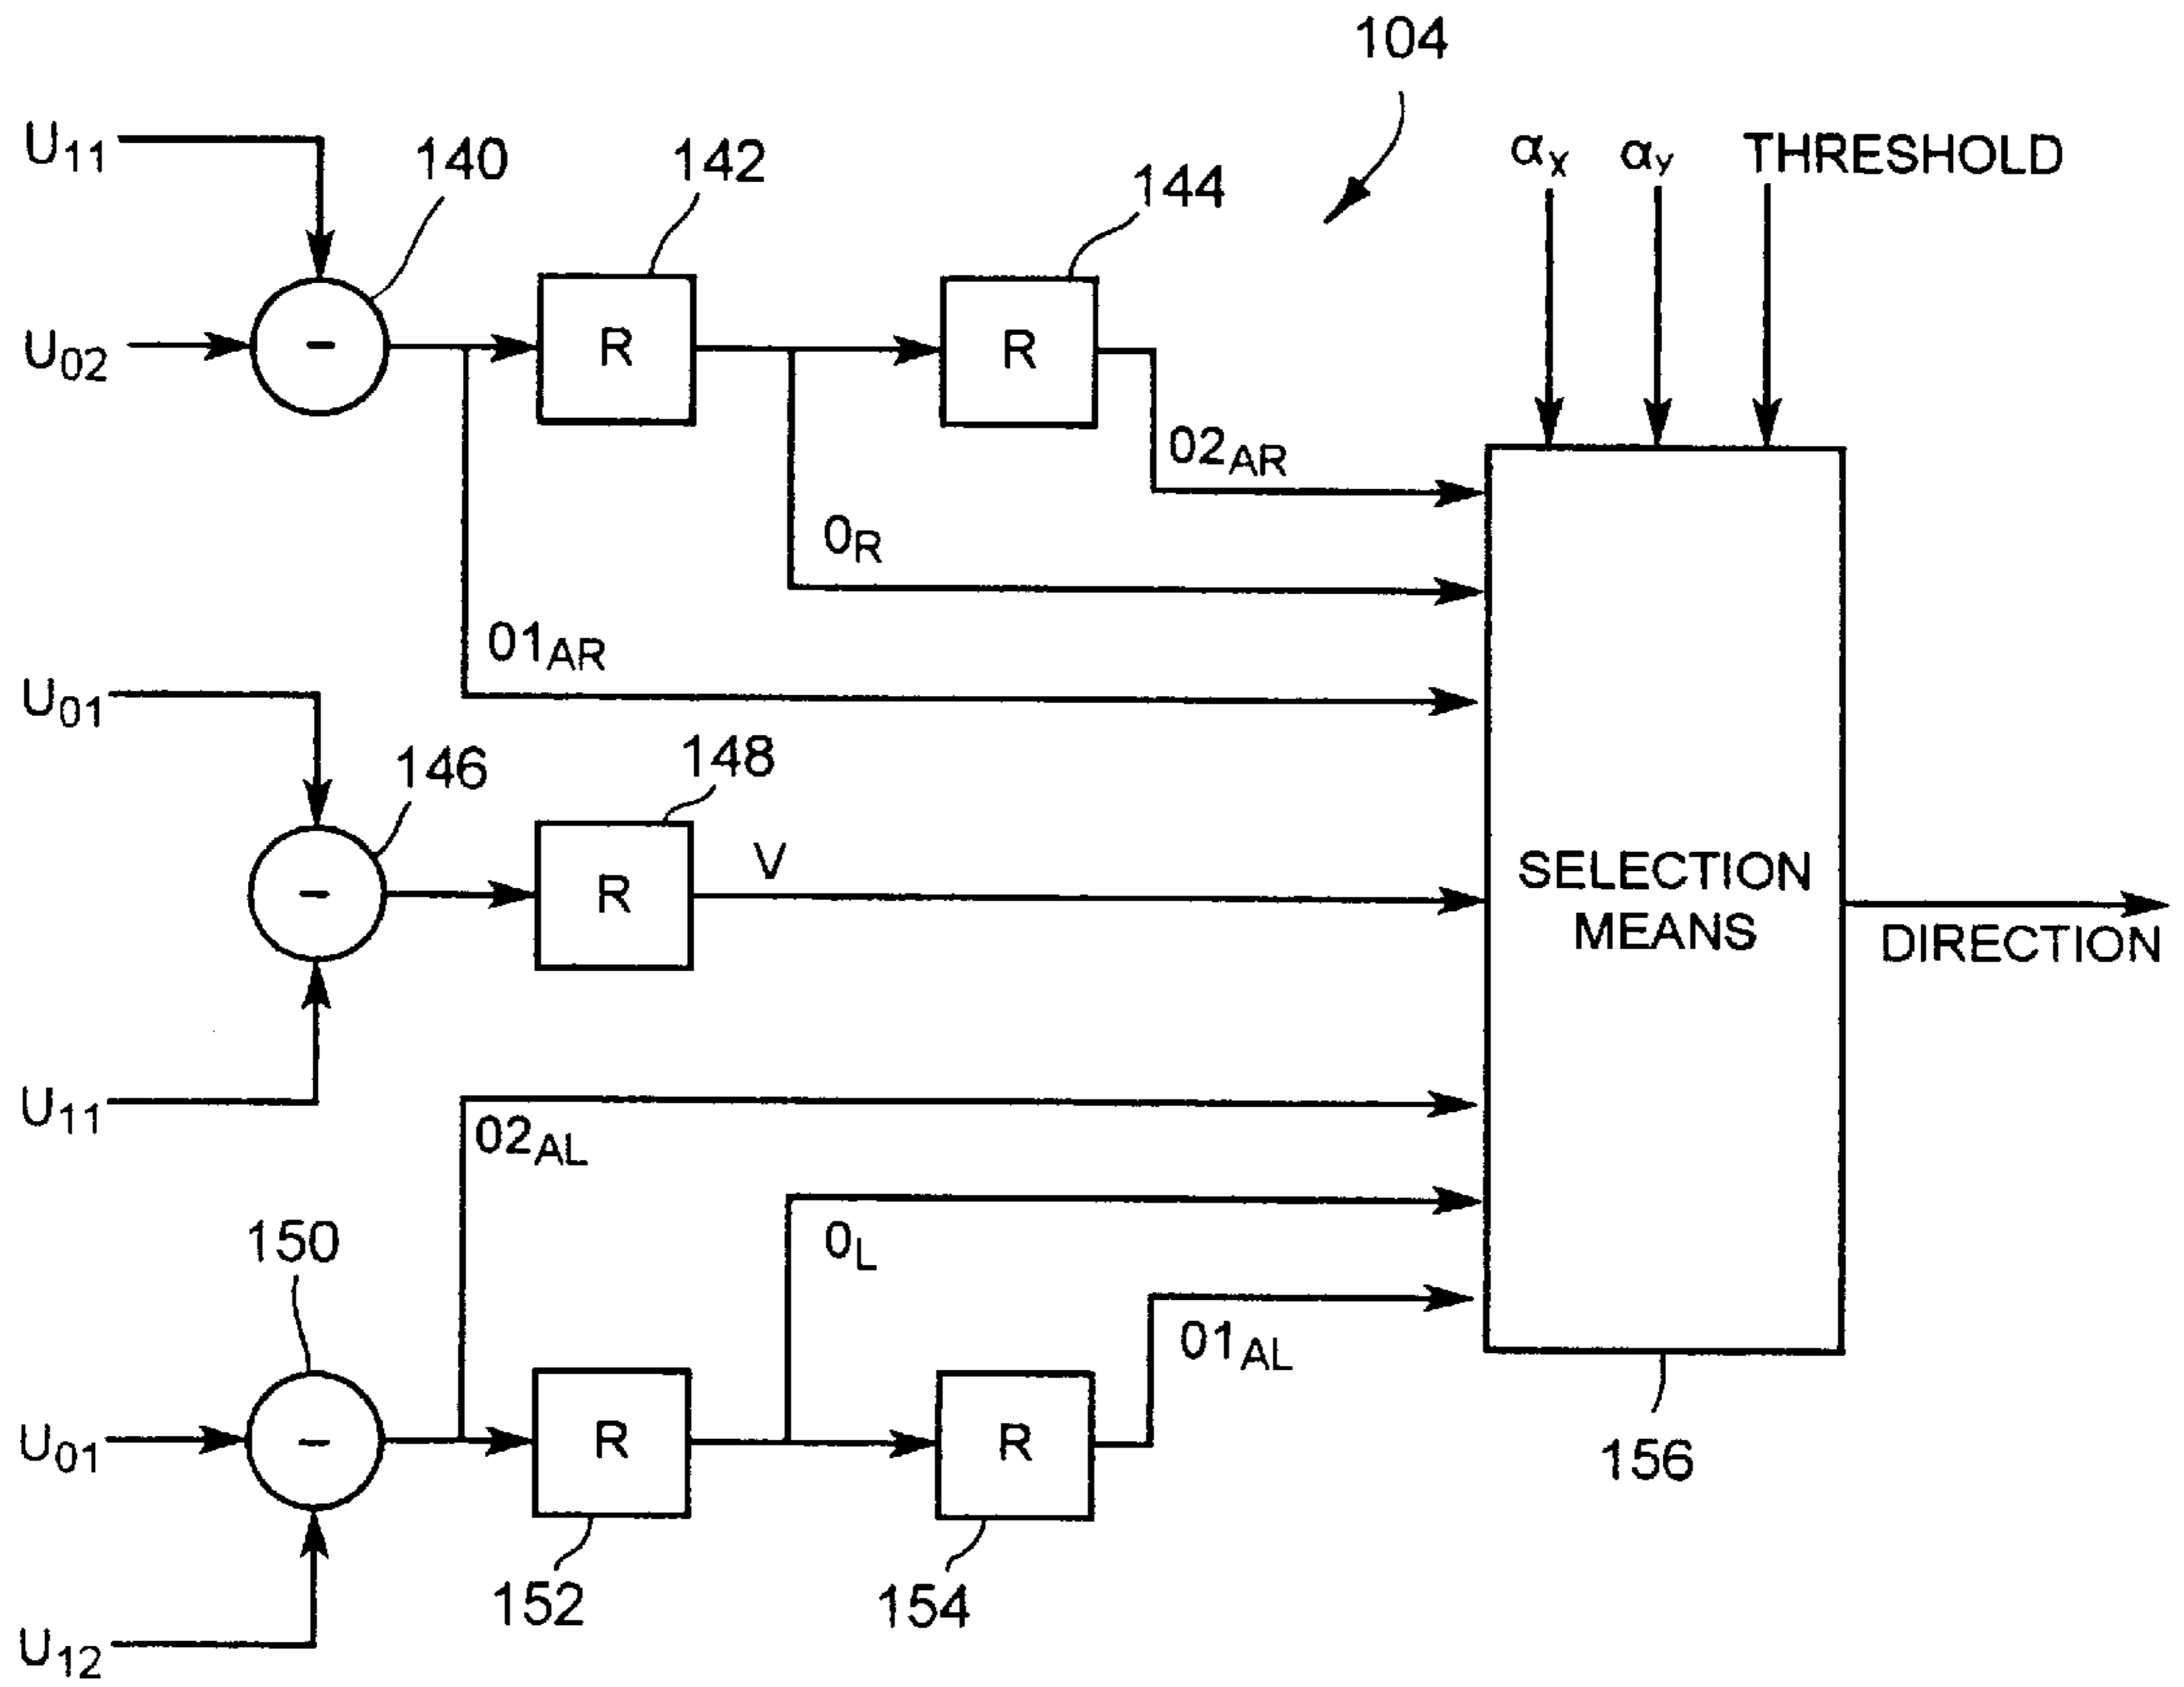 104
U11
140
142
144
αx
αy
THRESHOLD
U02
-
R
R
02AR
0R
01AR
U01
146
148
-
R
V
SELECTION
MEANS
DIRECTION
U11
02AL
0L
01AL
150
U01
-
R
R
156
152
154
U12